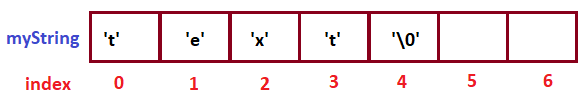 myString 't' 'e' 'x' 't' '\0'
index 0 1 2 3 4 5 6